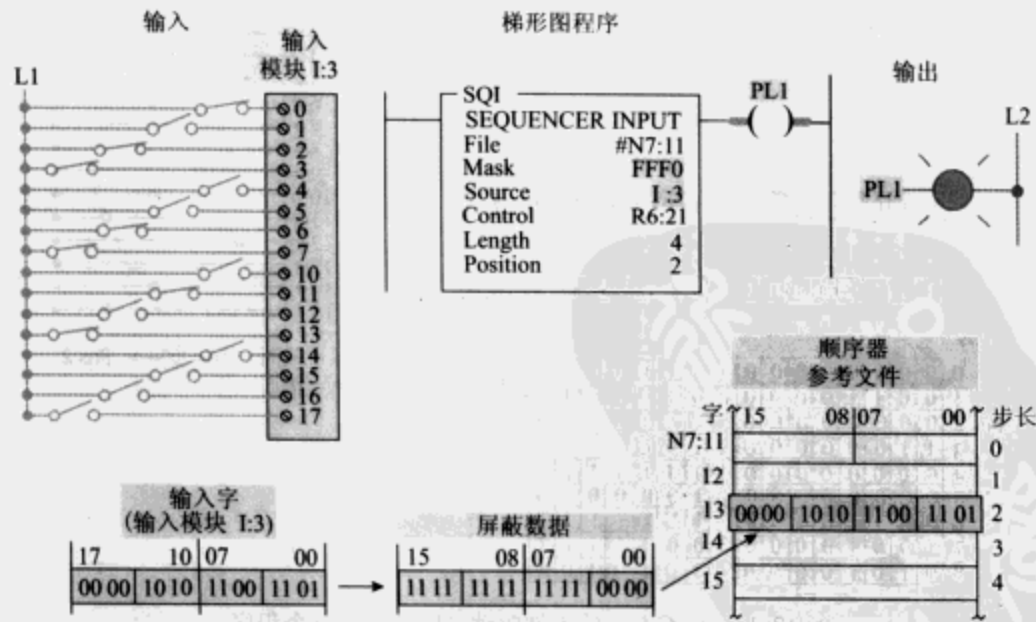 输入
梯形图程序
输出
L1
输入
模块 I:3
0
1
2
3
4
5
6
7
10
11
12
13
14
15
16
17
SQI
SEQUENCER INPUT
File #N7:11
Mask FFF0
Source I:3
Control R6:21
Length 4
Position 2
PL1
L2
PL1
顺序器
参考文件
字 15 08 07 00 步长
N7:11 0
12 1
13 0000 1010 1100 1101 2
14 3
15 4
输入字
(输入模块 I:3)
17 10 07 00
0000 1010 1100 1101
屏蔽数据
15 08 07 00
1111 1111 1111 0000